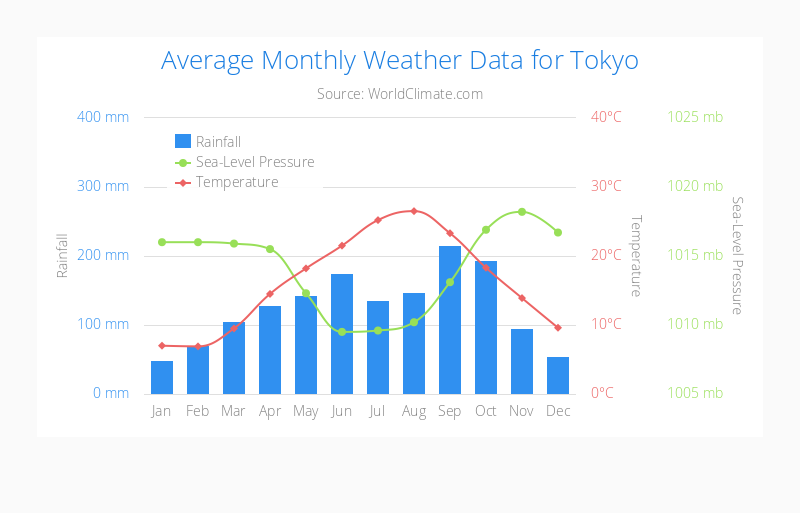 Average Monthly Weather Data for Tokyo
Source: WorldClimate.com
400 mm
300 mm
200 mm
100 mm
0 mm
Rainfall
Rainfall
Sea-Level Pressure
Temperature
40°C
30°C
20°C
10°C
0°C
Temperature
1025 mb
1020 mb
1015 mb
1010 mb
1005 mb
Sea-Level Pressure
Jan Feb Mar Apr May Jun Jul Aug Sep Oct Nov Dec